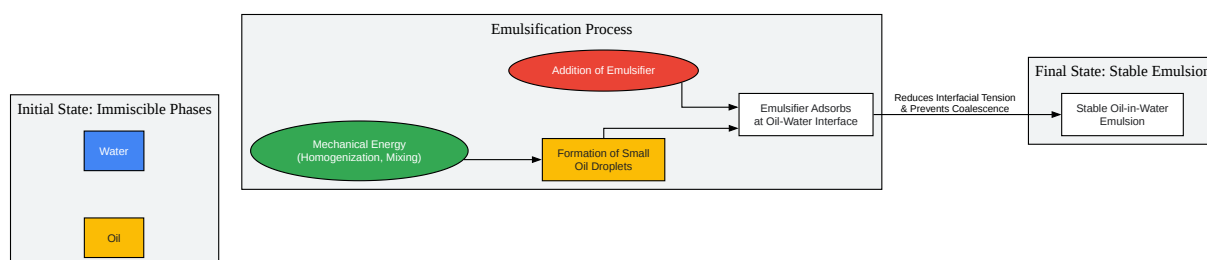 Initial State: Immiscible Phases
Water
Oil
Emulsification Process
Addition of Emulsifier
Mechanical Energy
(Homogenization, Mixing)
Formation of Small
Oil Droplets
Emulsifier Adsorbs
at Oil-Water Interface
Reduces Interfacial Tension
& Prevents Coalescence
Final State: Stable Emulsion
Stable Oil-in-Water
Emulsion